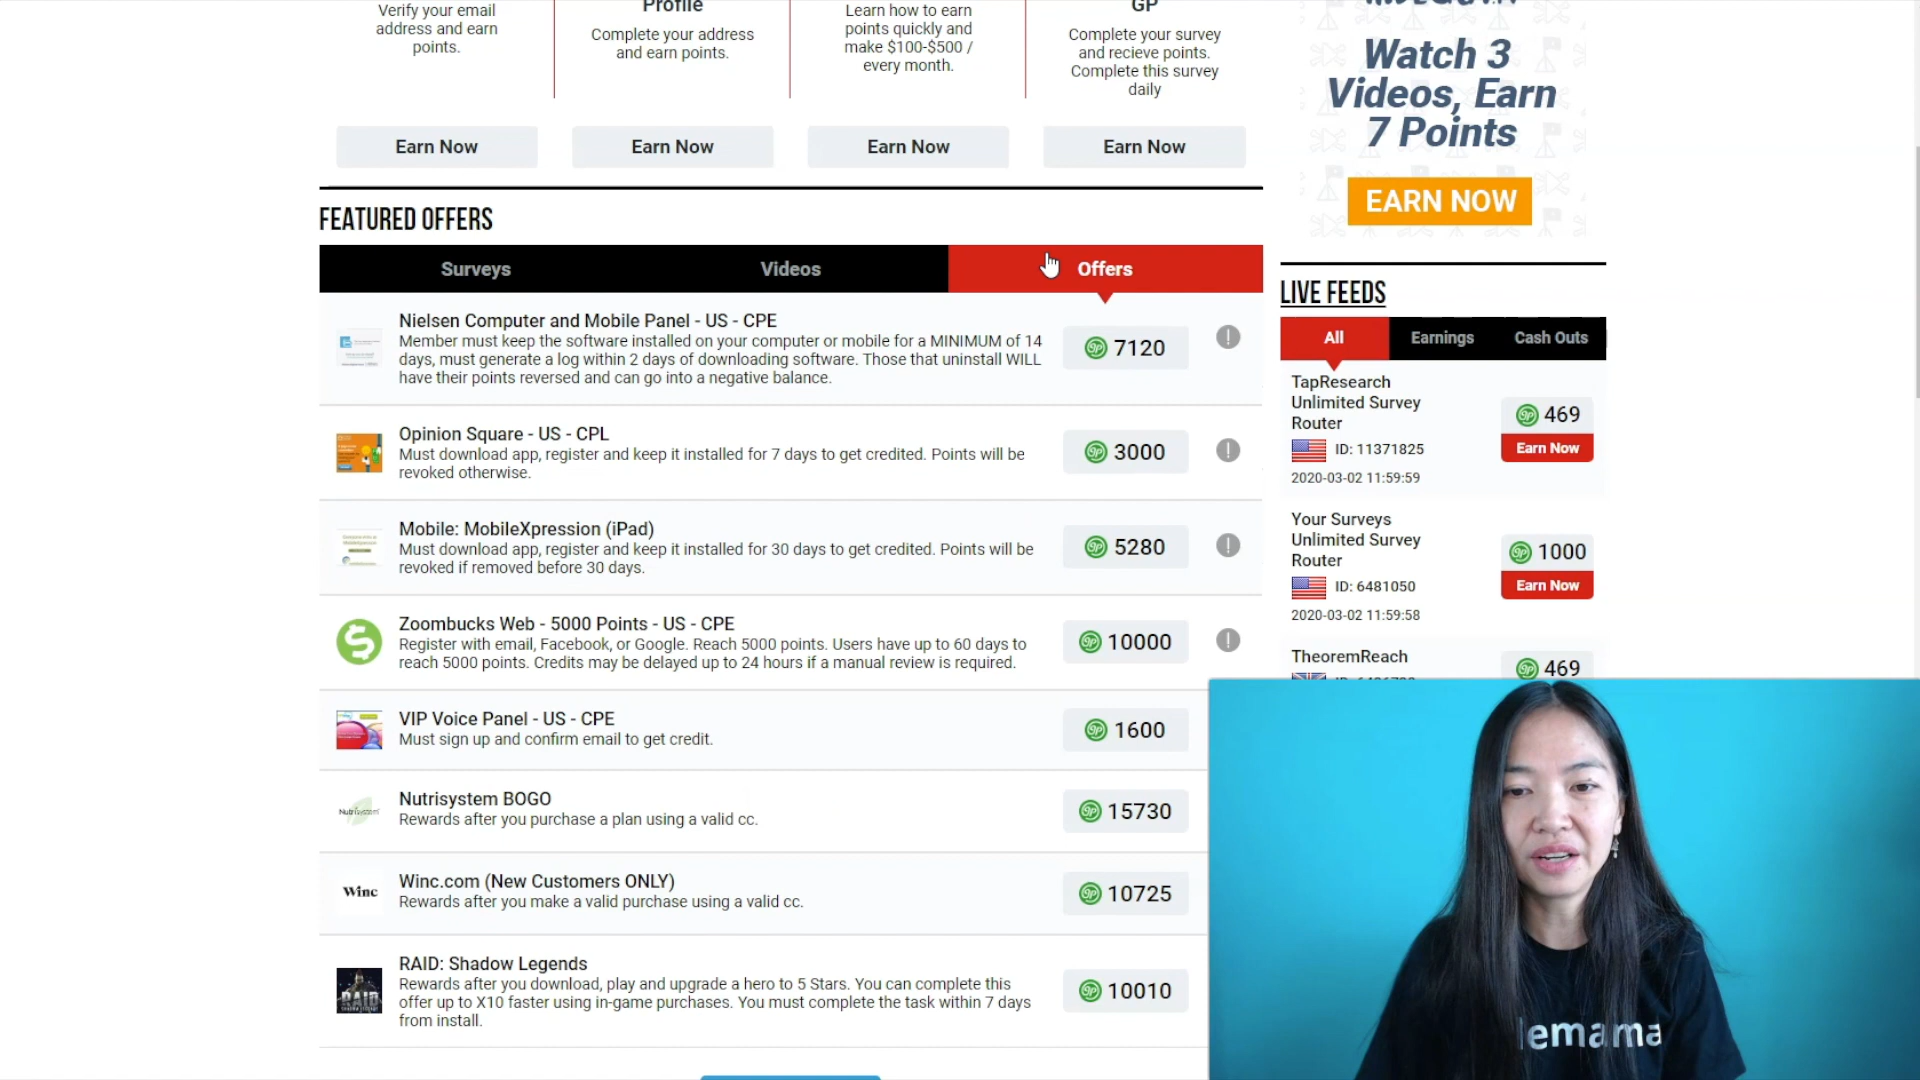 Verify your email
address and earn
points.
Profile
Complete your address
and earn points.
Learn how to earn
points quickly and
make $100-$500 /
every month.
GP
Complete your survey
and recieve points.
Complete this survey
daily
Earn Now
Earn Now
Earn Now
Earn Now
Watch 3
Videos, Earn
7 Points
EARN NOW
FEATURED OFFERS
Surveys
Videos
Offers
Nielsen Computer and Mobile Panel - US - CPE
Member must keep the software installed on your computer or mobile for a MINIMUM of 14
days, must generate a log within 2 days of downloading software. Those that uninstall WILL
have their points reversed and can go into a negative balance.
7120
Opinion Square - US - CPL
Must download app, register and keep it installed for 7 days to get credited. Points will be
revoked otherwise.
3000
Mobile: MobileXpression (iPad)
Must download app, register and keep it installed for 30 days to get credited. Points will be
revoked if removed before 30 days.
5280
Zoombucks Web - 5000 Points - US - CPE
Register with email, Facebook, or Google. Reach 5000 points. Users have up to 60 days to
reach 5000 points. Credits may be delayed up to 24 hours if a manual review is required.
10000
VIP Voice Panel - US - CPE
Must sign up and confirm email to get credit.
1600
Nutrisystem
Nutrisystem BOGO
Rewards after you purchase a plan using a valid cc.
15730
Winc
Winc.com (New Customers ONLY)
Rewards after you make a valid purchase using a valid cc.
10725
RAID
RAID: Shadow Legends
Rewards after you download, play and upgrade a hero to 5 Stars. You can complete this
offer up to X10 faster using in-game purchases. You must complete the task within 7 days
from install.
10010
LIVE FEEDS
All
Earnings
Cash Outs
TapResearch
Unlimited Survey
Router
ID: 11371825
2020-03-02 11:59:59
469
Earn Now
Your Surveys
Unlimited Survey
Router
ID: 6481050
2020-03-02 11:59:58
1000
Earn Now
TheoremReach
469
lemama